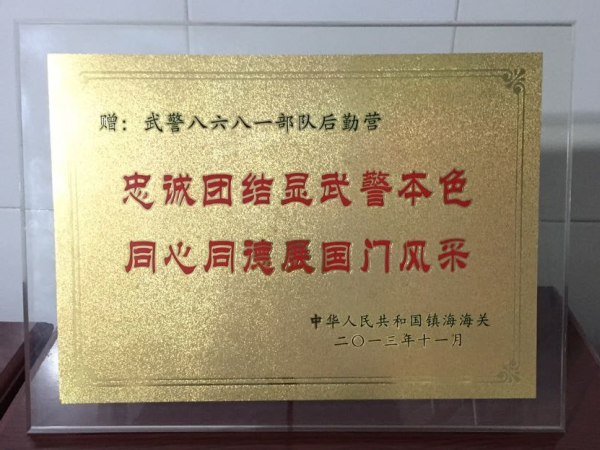 赠：武警八六八一部队后勤营
忠诚团结显武警本色
同心同德展国门风采
中华人民共和国镇海海关
二〇一三年十一月